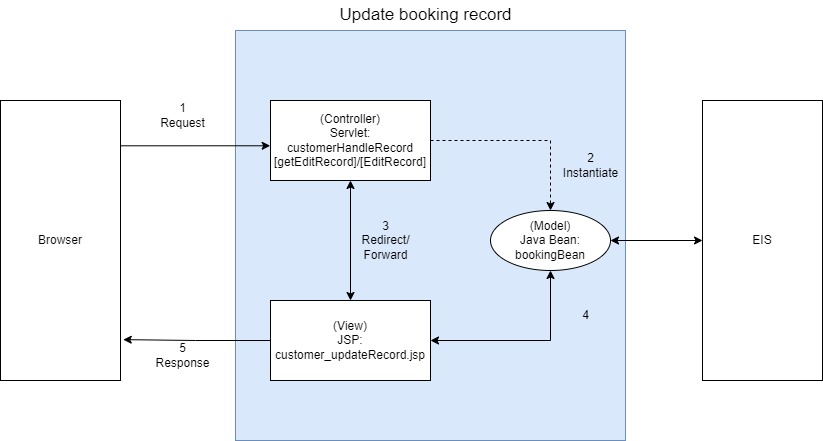 Update booking record
1
Request
(Controller)
Servlet:
customerHandleRecord
[getEditRecord]/[EditRecord]
2
Instantiate
Browser
3
Redirect/
Forward
(Model)
Java Bean:
bookingBean
EIS
(View)
JSP:
customer_updateRecord.jsp
4
5
Response